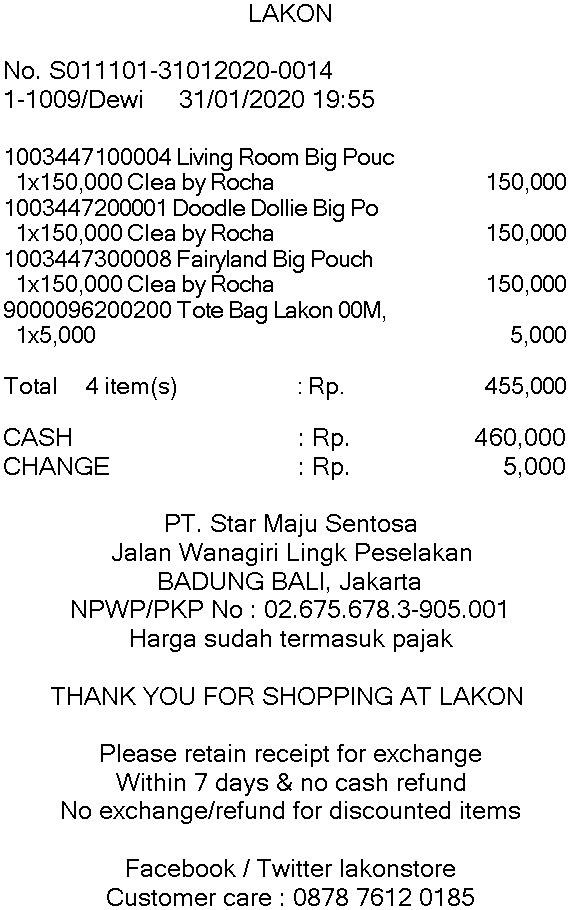 LAKON
No. S011101-31012020-0014
1-1009/Dewi 31/01/2020 19:55
1003447100004 Living Room Big Pouc
1x150,000 Clea by Rocha 150,000
1003447200001 Doodle Dollie Big Po
1x150,000 Clea by Rocha 150,000
1003447300008 Fairyland Big Pouch
1x150,000 Clea by Rocha 150,000
9000096200200 Tote Bag Lakon 00M,
1x5,000 5,000
Total 4 item(s) : Rp. 455,000
CASH : Rp. 460,000
CHANGE : Rp. 5,000
PT. Star Maju Sentosa
Jalan Wanagiri Lingk Peselakan
BADUNG BALI, Jakarta
NPWP/PKP No : 02.675.678.3-905.001
Harga sudah termasuk pajak
THANK YOU FOR SHOPPING AT LAKON
Please retain receipt for exchange
Within 7 days & no cash refund
No exchange/refund for discounted items
Facebook / Twitter lakonstore
Customer care : 0878 7612 0185